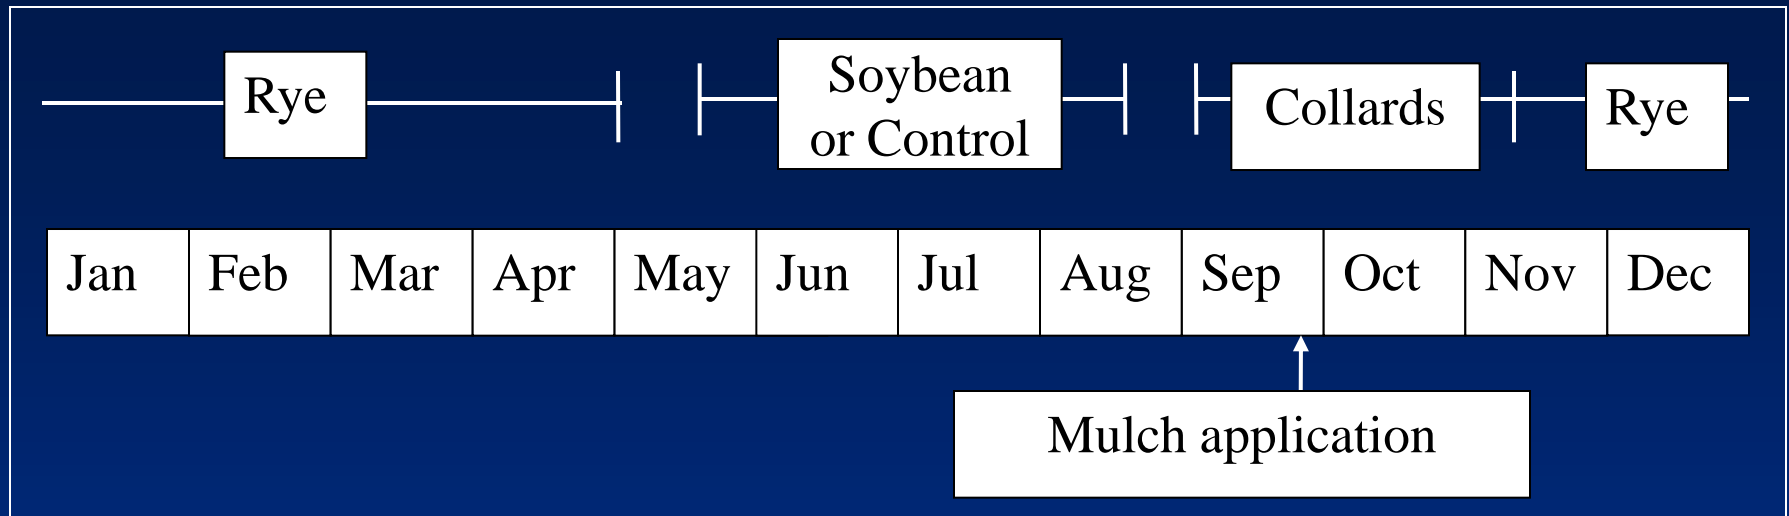 Rye
Soybean
or Control
Collards
Rye
Jan Feb Mar Apr May Jun Jul Aug Sep Oct Nov Dec
Mulch application